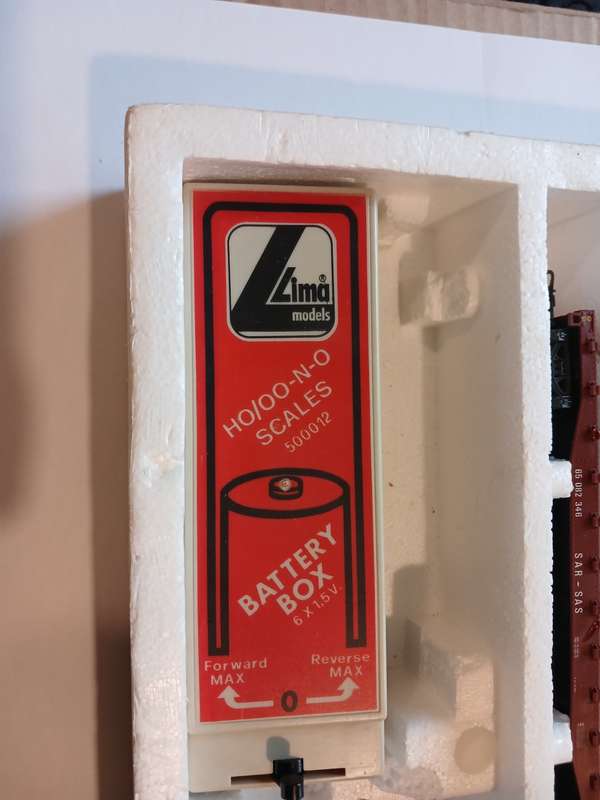 Lima®
models
HO/OO-N-O
SCALES
500012
BATTERY
BOX
6 X 1,5 V.
Forward
MAX
Reverse
MAX
0
65 082 346
SAR - SAS